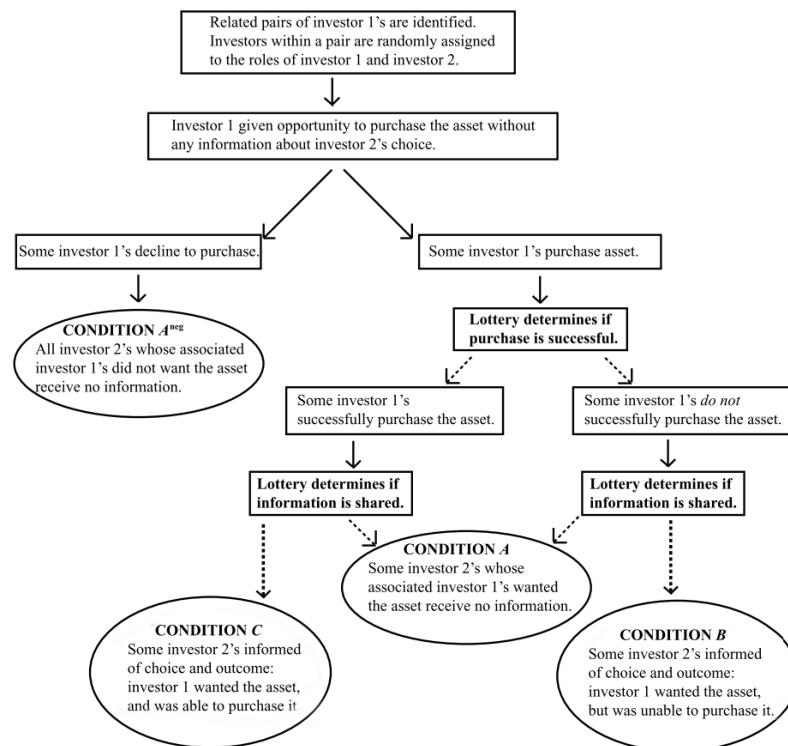 Related pairs of investor 1's are identified.
Investors within a pair are randomly assigned
to the roles of investor 1 and investor 2.
Investor 1 given opportunity to purchase the asset without
any information about investor 2's choice.
Some investor 1's decline to purchase.
Some investor 1's purchase asset.
CONDITION Aneg
All investor 2's whose associated
investor 1's did not want the asset
receive no information.
Lottery determines if
purchase is successful.
Some investor 1's
successfully purchase the asset.
Some investor 1's do not
successfully purchase the asset.
Lottery determines if
information is shared.
Lottery determines if
information is shared.
CONDITION A
Some investor 2's whose
associated investor 1's wanted
the asset receive no information.
CONDITION C
Some investor 2's informed
of choice and outcome:
investor 1 wanted the asset,
and was able to purchase it.
CONDITION B
Some investor 2's informed
of choice and outcome:
investor 1 wanted the asset,
but was unable to purchase it.